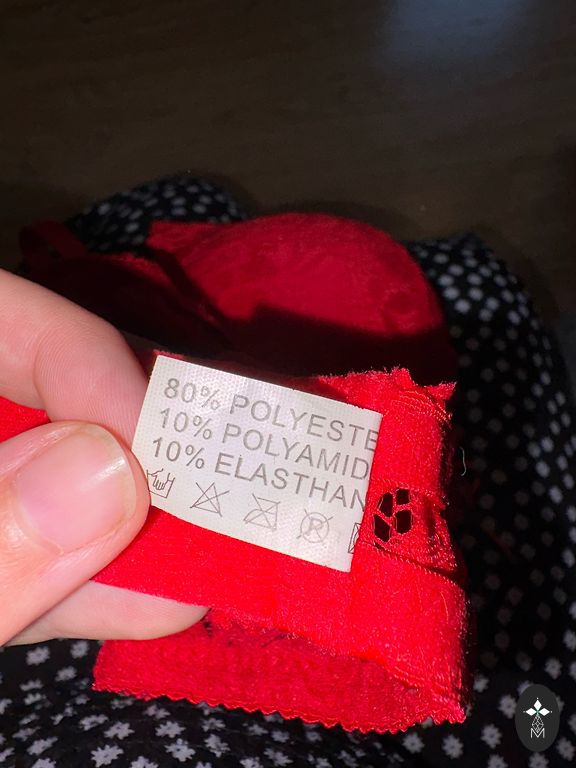 80% POLYESTE
10% POLYAMID
10% ELASTHAN